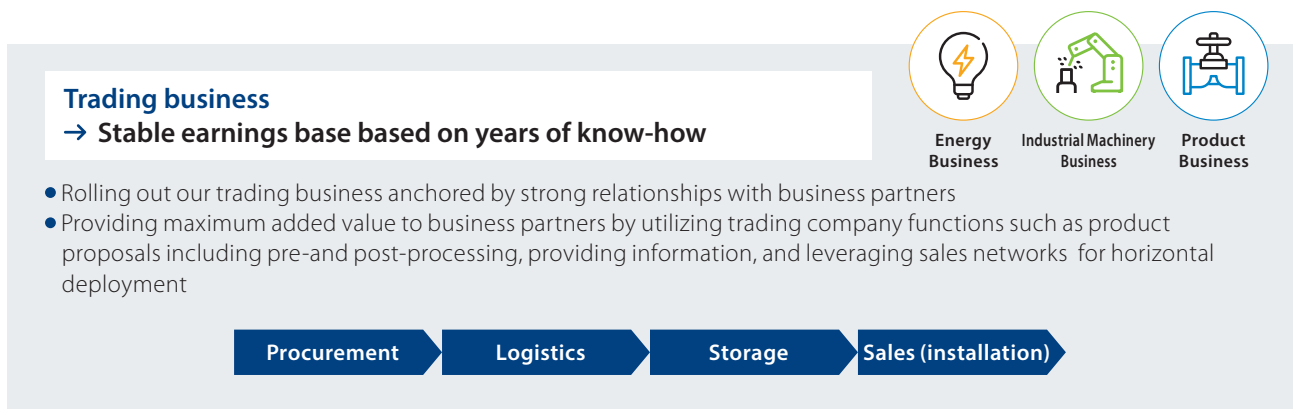 Trading business
→ Stable earnings base based on years of know-how
Energy
Business
Industrial Machinery
Business
Product
Business
● Rolling out our trading business anchored by strong relationships with business partners
● Providing maximum added value to business partners by utilizing trading company functions such as product
proposals including pre-and post-processing, providing information, and leveraging sales networks for horizontal
deployment
Procurement
Logistics
Storage
Sales (installation)